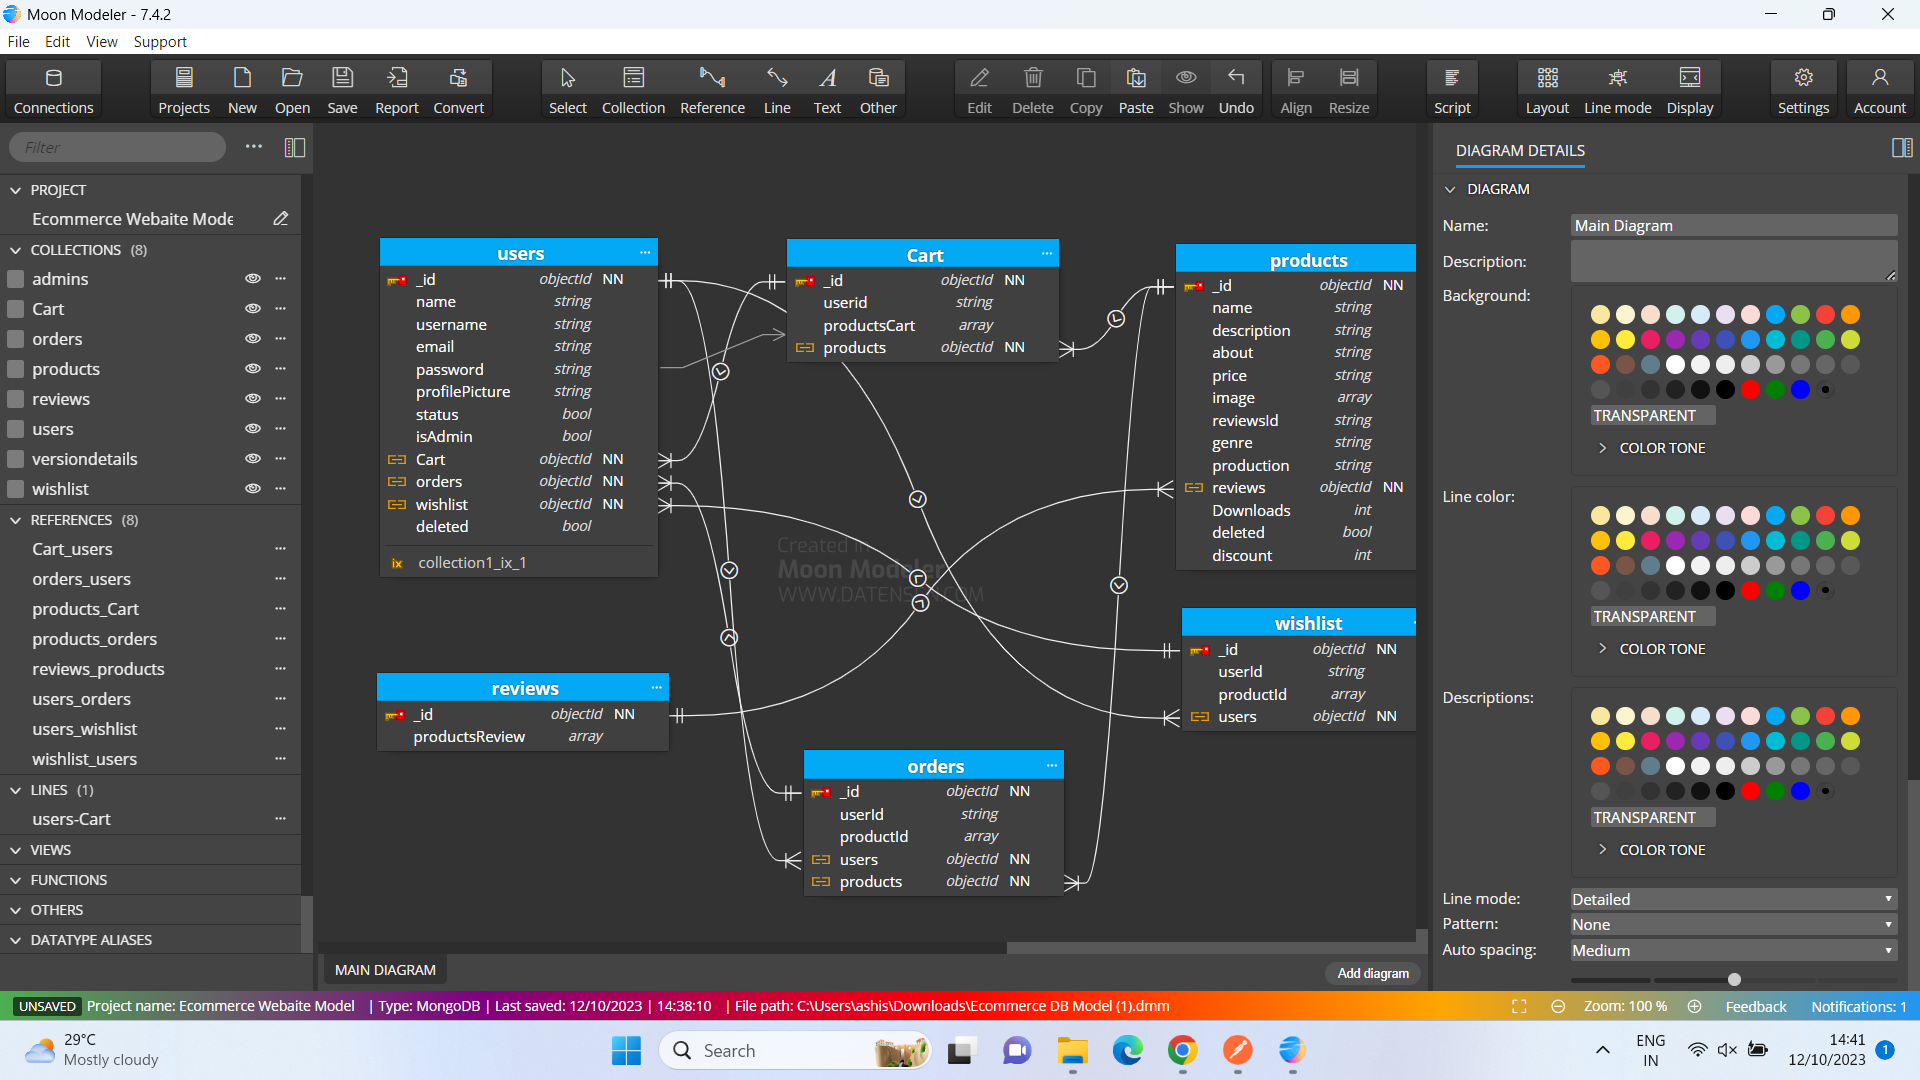 Moon Modeler - 7.4.2
File Edit View Support
Connections Projects New Open Save Report Convert Select Collection Reference Line Text Other Edit Delete Copy Paste Show Undo Align Resize Script Layout Line mode Display Settings Account
Filter
PROJECT
Ecommerce Webaite Mode
COLLECTIONS (8)
admins
Cart
orders
products
reviews
users
versiondetails
wishlist
REFERENCES (8)
Cart_users
orders_users
products_Cart
products_orders
reviews_products
users_orders
users_wishlist
wishlist_users
LINES (1)
users-Cart
VIEWS
FUNCTIONS
OTHERS
DATATYPE ALIASES
users
_id objectId NN
name string
username string
email string
password string
profilePicture string
status bool
isAdmin bool
Cart objectId NN
orders objectId NN
wishlist objectId NN
deleted bool
ix collection1_ix_1
Cart
_id objectId NN
userid string
productsCart array
products objectId NN
products
_id objectId NN
name string
description string
about string
price string
image array
reviewsId string
genre string
production string
reviews objectId NN
Downloads int
deleted bool
discount int
Created in
Moon Modeler
wishlist
_id objectId NN
userId string
productId array
users objectId NN
reviews
_id objectId NN
productsReview array
orders
_id objectId NN
userId string
productId array
users objectId NN
products objectId NN
MAIN DIAGRAM
Add diagram
DIAGRAM DETAILS
DIAGRAM
Name: Main Diagram
Description:
Background:
TRANSPARENT
COLOR TONE
Line color:
TRANSPARENT
COLOR TONE
Descriptions:
TRANSPARENT
COLOR TONE
Line mode: Detailed
Pattern: None
Auto spacing: Medium
UNSAVED Project name: Ecommerce Webaite Model | Type: MongoDB | Last saved: 12/10/2023 | 14:38:10 | File path: C:\Users\ashis\Downloads\Ecommerce DB Model (1).dmm Zoom: 100 % Feedback Notifications: 1
29°C
Mostly cloudy
Search
ENG
IN
14:41
12/10/2023
1